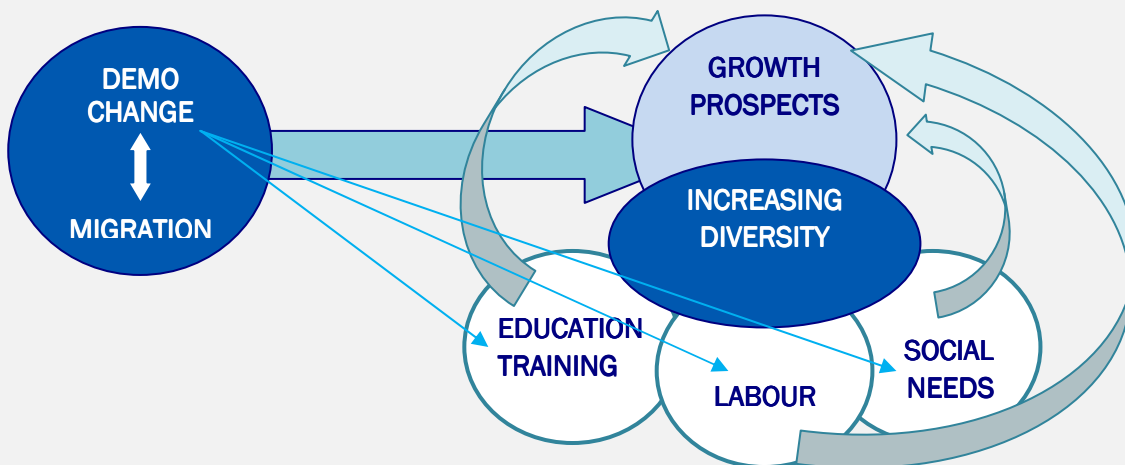 DEMO
CHANGE
MIGRATION
GROWTH
PROSPECTS
INCREASING
DIVERSITY
EDUCATION
TRAINING
LABOUR
SOCIAL
NEEDS